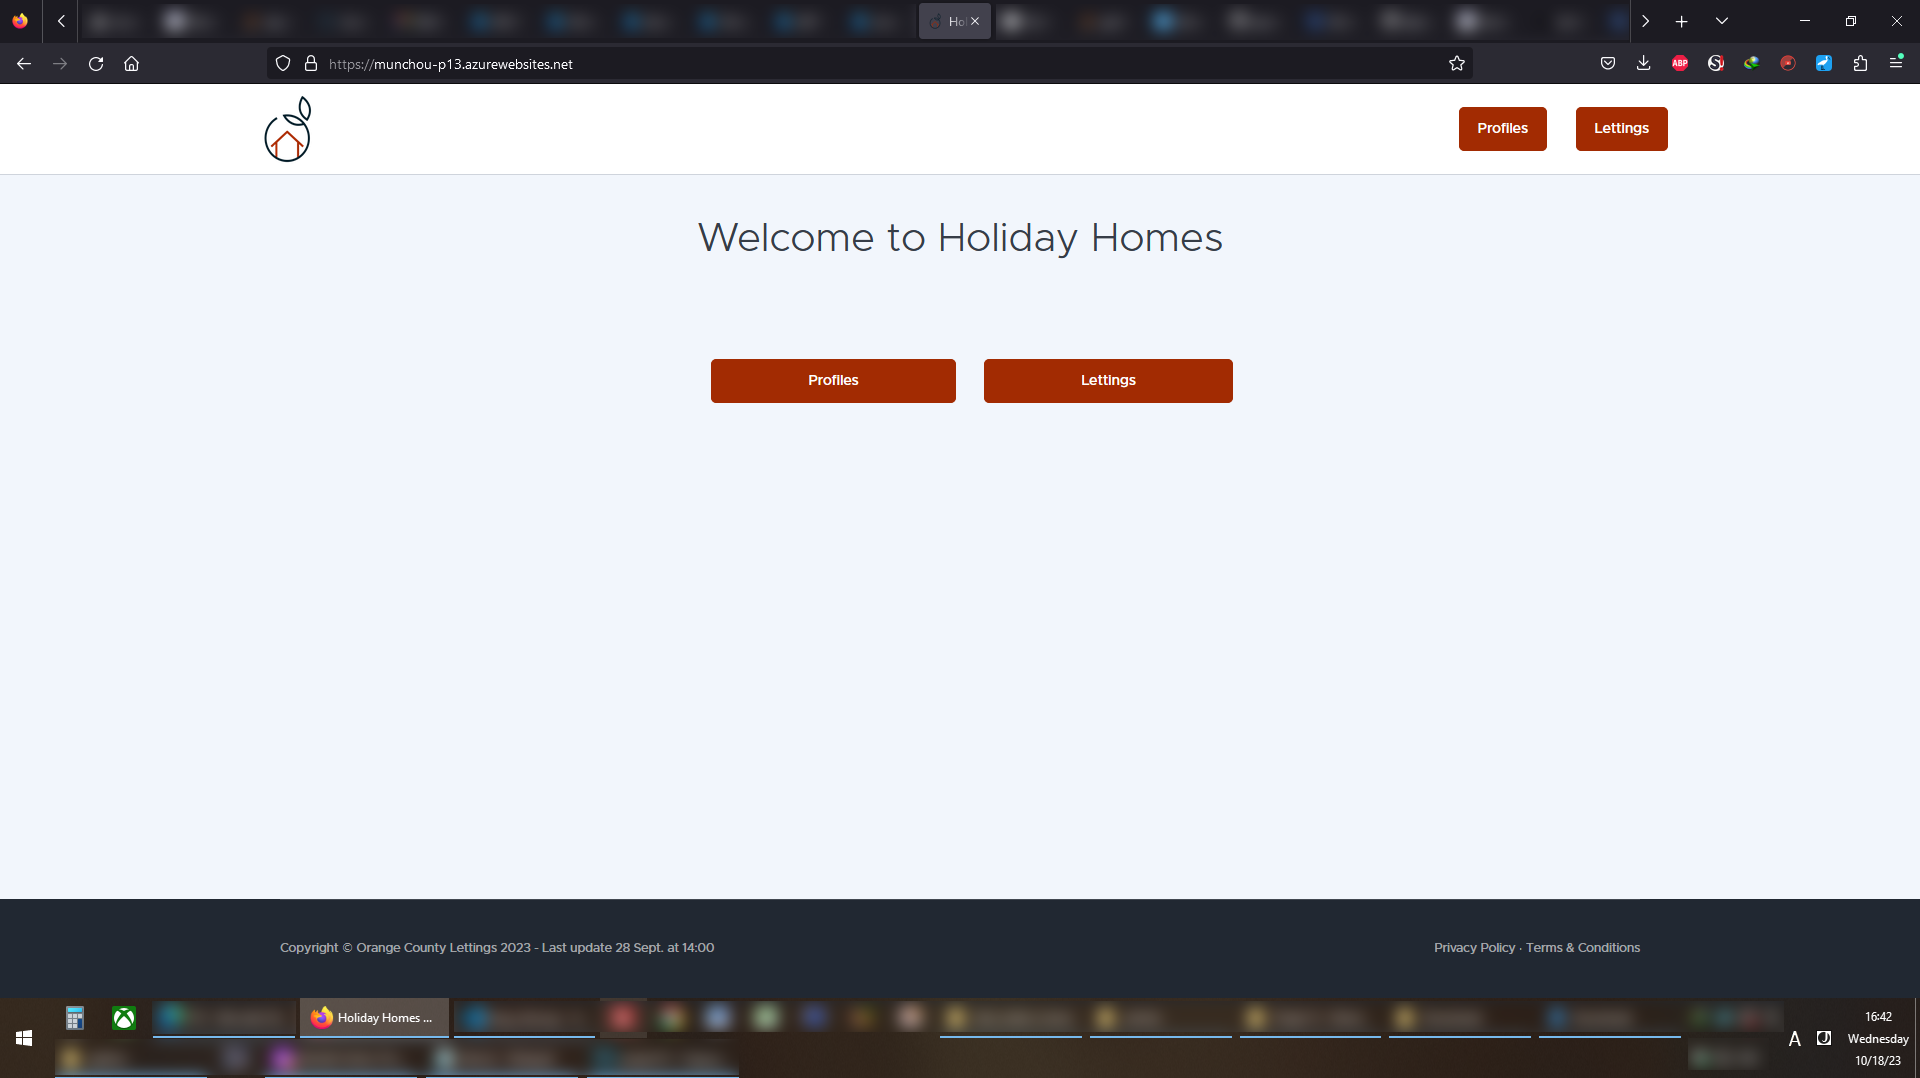 Ho
https://munchou-p13.azurewebsites.net
ABP
Profiles
Lettings
Welcome to Holiday Homes
Profiles
Lettings
Copyright © Orange County Lettings 2023 - Last update 28 Sept. at 14:00
Privacy Policy · Terms & Conditions
Holiday Homes ...
A
16:42
Wednesday
10/18/23